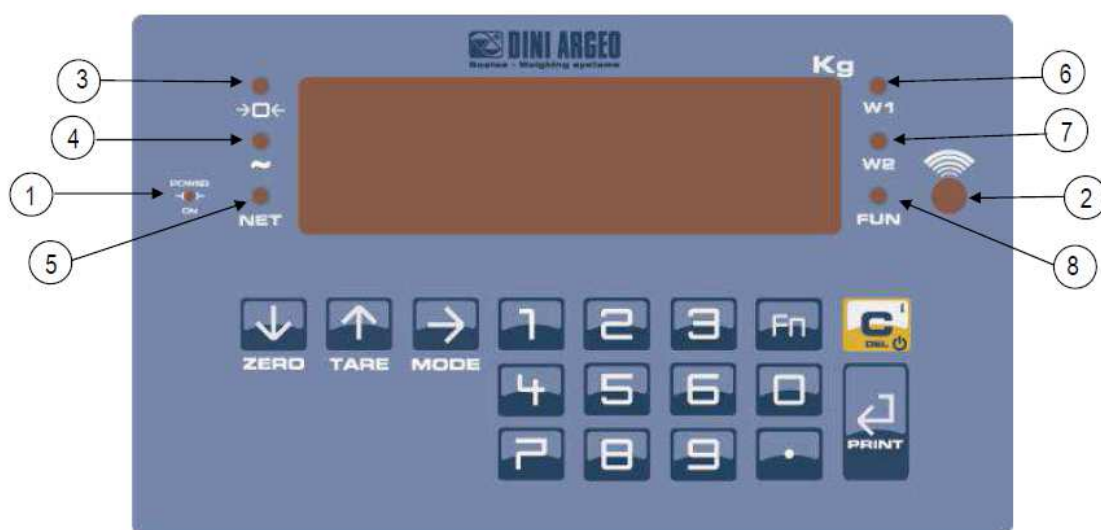 DINI ARGEO
Scales - Weighing systems
Kg
3
6
→0←
W1
4
7
~
W2
1
POWER
ON
2
NET
FUN
5
8
↓
↑
→
1
2
3
Fn
C
i
DEL
ZERO
TARE
MODE
4
5
6
0
PRINT
7
8
9
.